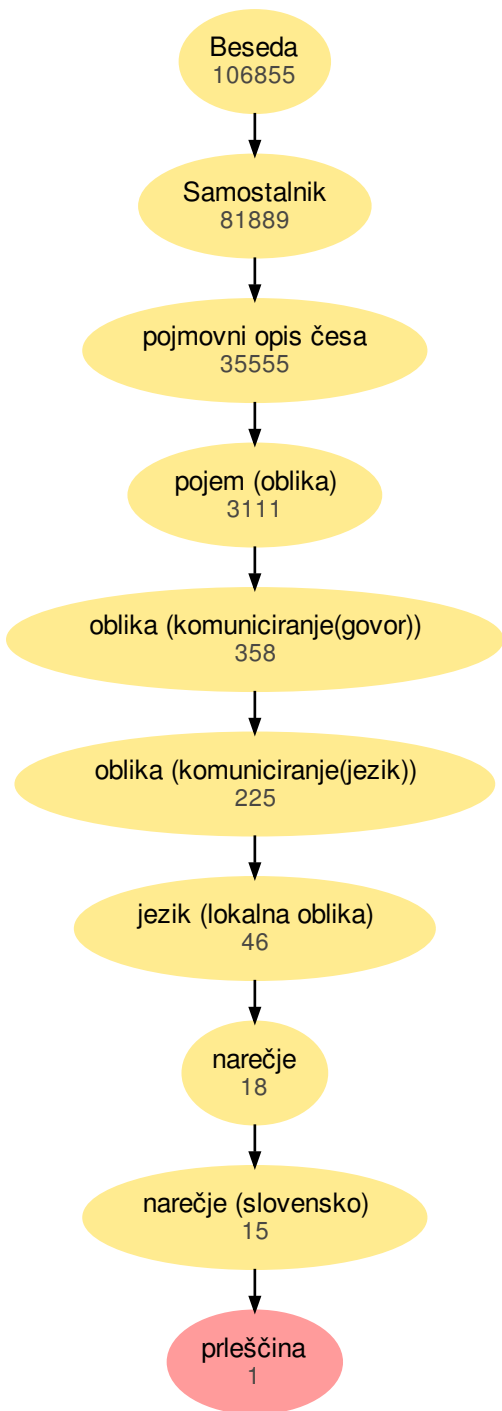 Beseda
106855
Samostalnik
81889
pojmovni opis česa
35555
pojem (oblika)
3111
oblika (komuniciranje(govor))
358
oblika (komuniciranje(jezik))
225
jezik (lokalna oblika)
46
narečje
18
narečje (slovensko)
15
prleščina
1